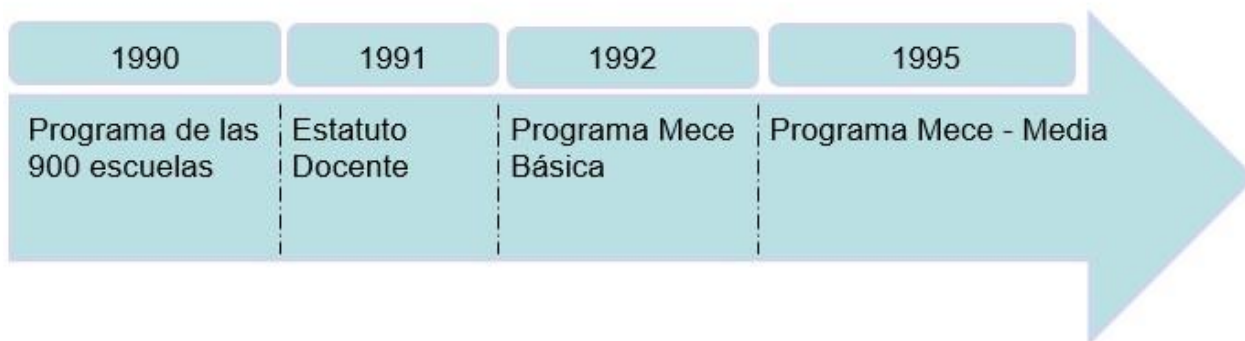 1990
1991
1992
1995
Programa de las
900 escuelas
Estatuto
Docente
Programa Mece
Básica
Programa Mece - Media